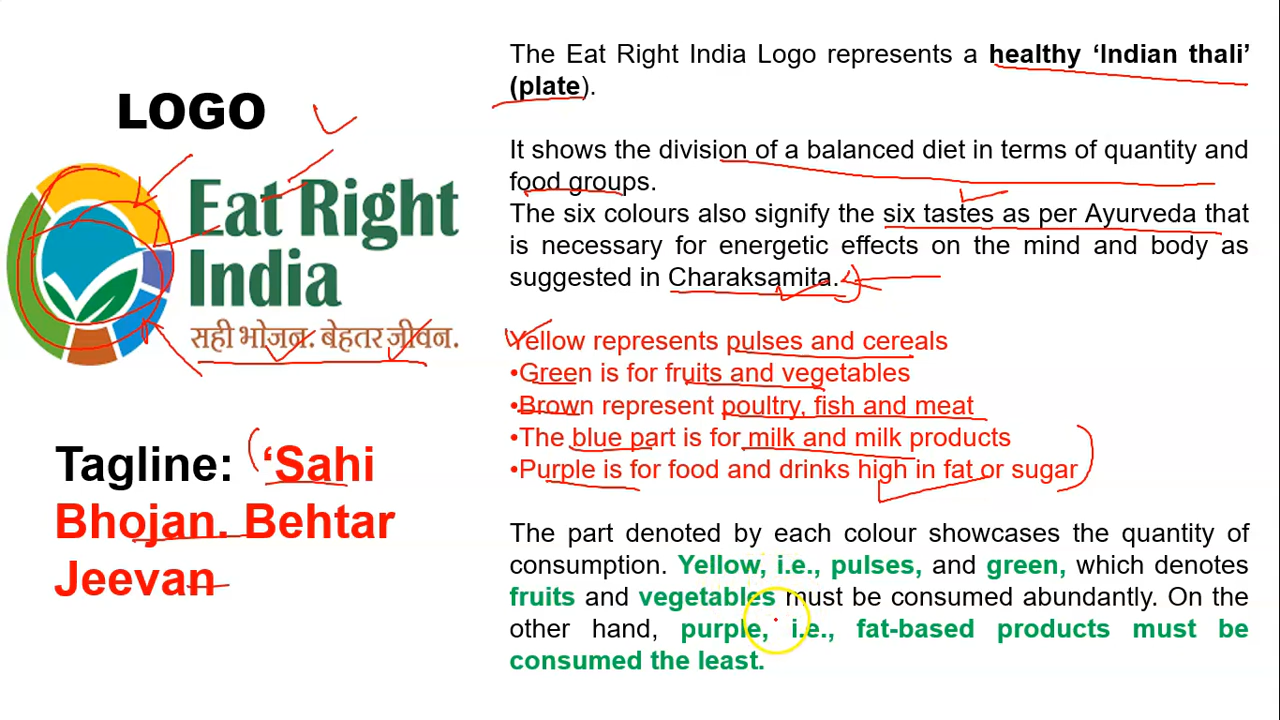 LOGO
Eat Right
India
सही भोजन. बेहतर जीवन.
Tagline: ‘Sahi
Bhojan. Behtar
Jeevan
The Eat Right India Logo represents a healthy ‘Indian thali’
(plate).
It shows the division of a balanced diet in terms of quantity and
food groups.
The six colours also signify the six tastes as per Ayurveda that
is necessary for energetic effects on the mind and body as
suggested in Charaksamita.
Yellow represents pulses and cereals
•Green is for fruits and vegetables
•Brown represent poultry, fish and meat
•The blue part is for milk and milk products
•Purple is for food and drinks high in fat or sugar
The part denoted by each colour showcases the quantity of
consumption. Yellow, i.e., pulses, and green, which denotes
fruits and vegetables must be consumed abundantly. On the
other hand, purple, i.e., fat-based products must be
consumed the least.